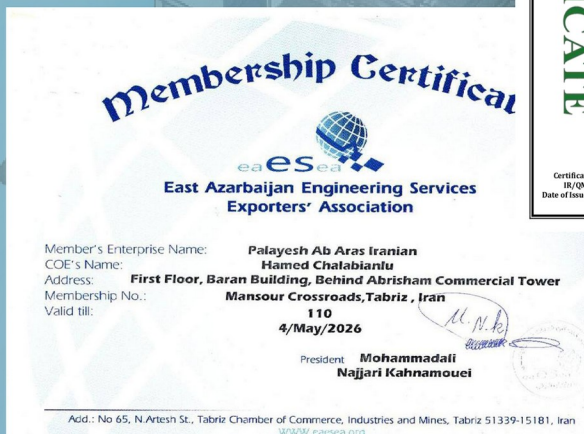 Membership Certificat
eaesea
East Azarbaijan Engineering Services
Exporters' Association
Member's Enterprise Name: Palayesh Ab Aras Iranian
COE's Name: Hamed Chalabianlu
Address: First Floor, Baran Building, Behind Abrisham Commercial Tower
Membership No.: Mansour Crossroads,Tabriz , Iran
Valid till: 110
4/May/2026
M.N.k
President Mohammadali
Najjari Kahnamouei
Add.: No 65, N.Artesh St., Tabriz Chamber of Commerce, Industries and Mines, Tabriz 51339-15181, Iran
www.eaesea.org
ICATE
Certifica
IR/QM
Date of Issu